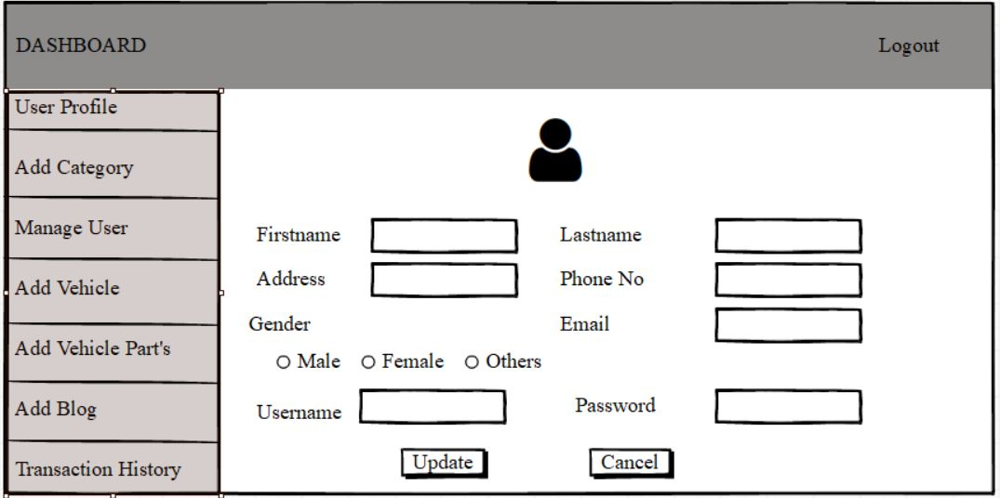 DASHBOARD Logout
User Profile
Add Category
Manage User
Add Vehicle
Add Vehicle Part's
Add Blog
Transaction History
Firstname Lastname
Address Phone No
Gender Email
Male Female Others
Username Password
Update Cancel